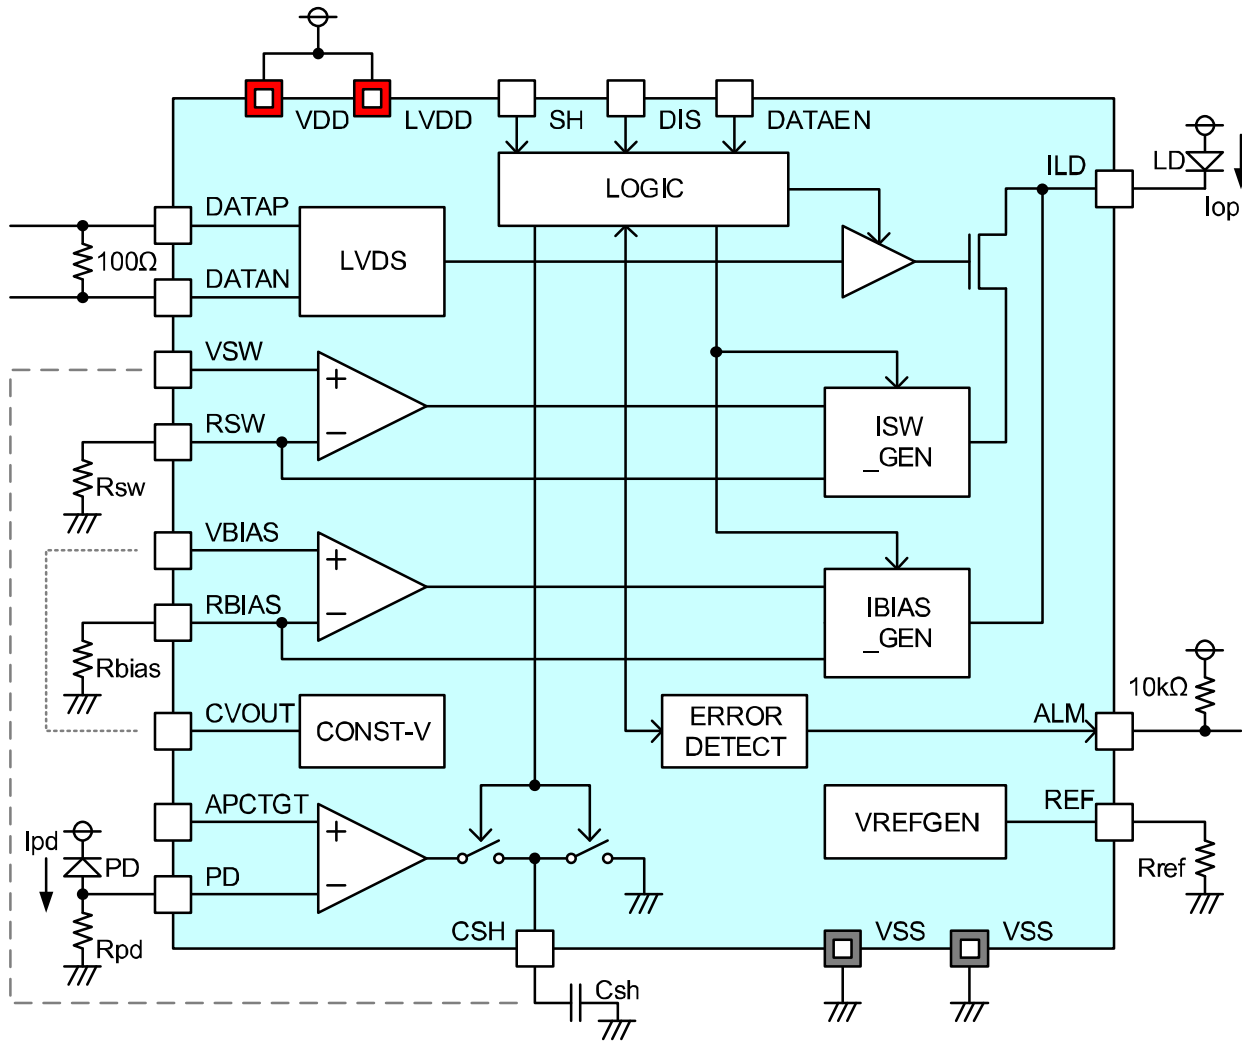 VDD
LVDD
SH
DIS
DATAEN
LOGIC
ILD
LD
Iop
DATAP
100Ω
DATAN
LVDS
VSW
RSW
Rsw
ISW
_GEN
VBIAS
RBIAS
Rbias
IBIAS
_GEN
CVOUT
CONST-V
ERROR
DETECT
ALM
10kΩ
APCTGT
Ipd
PD
PD
Rpd
VREFGEN
REF
Rref
CSH
Csh
VSS
VSS
+
−
+
−
+
−